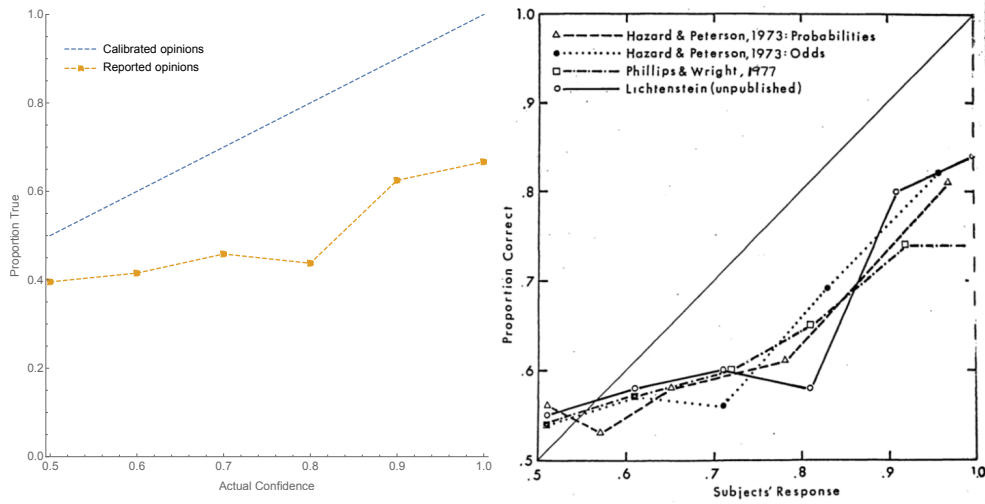 1.0
Calibrated opinions
Reported opinions
0.8
0.6
0.4
0.2
0.0
0.5 0.6 0.7 0.8 0.9 1.0
Proportion True
Actual Confidence
1.0
Hazard & Peterson, 1973: Probabilities
Hazard & Peterson, 1973: Odds
Phillips & Wright, 1977
Lichtenstein (unpublished)
.9
.8
.7
.6
.5
.5 .6 .7 .8 .9 1.0
Proportion Correct
Subjects' Response